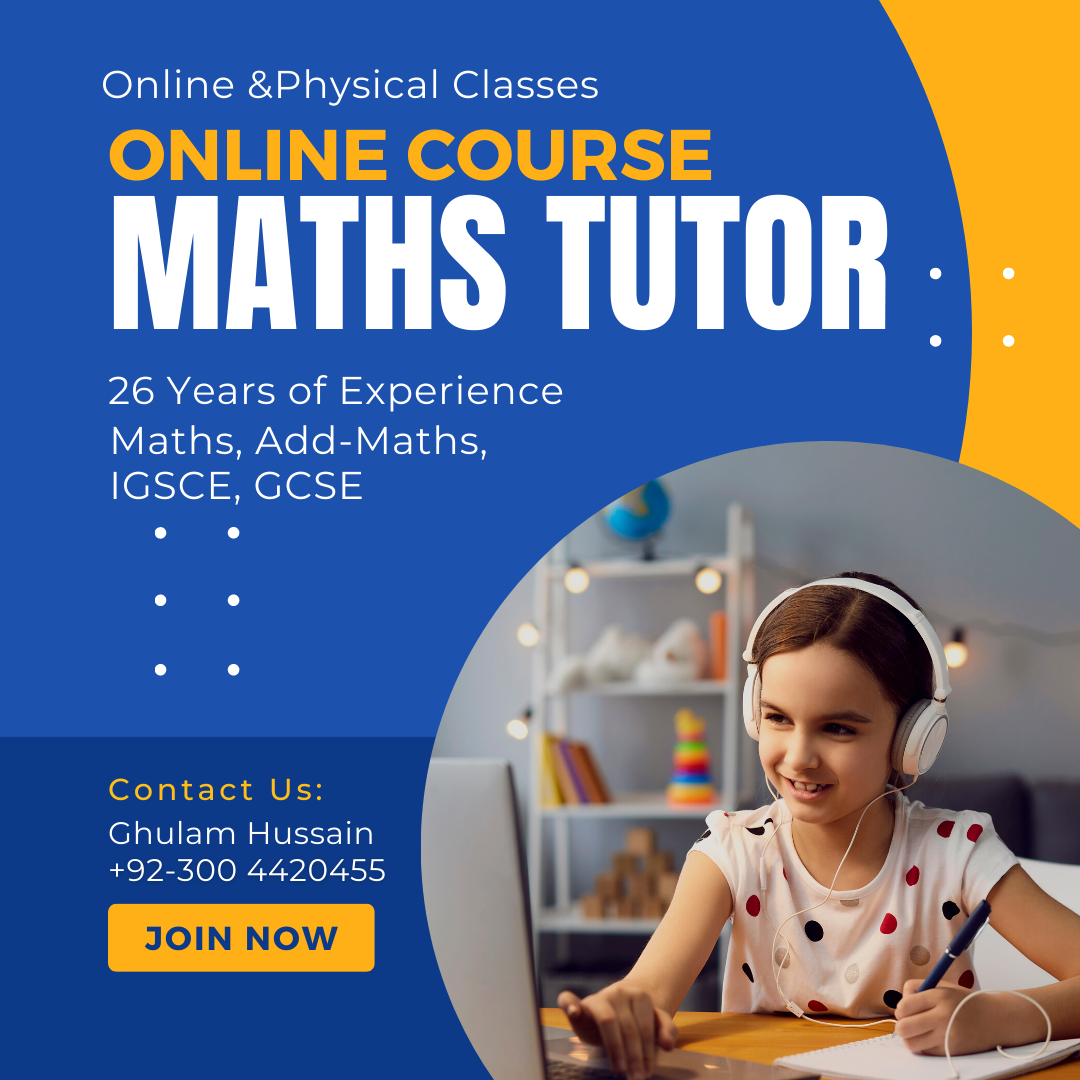 Online &Physical Classes
ONLINE COURSE
MATHS TUTOR
26 Years of Experience
Maths, Add-Maths,
IGSCE, GCSE
Contact Us:
Ghulam Hussain
+92-300 4420455
JOIN NOW